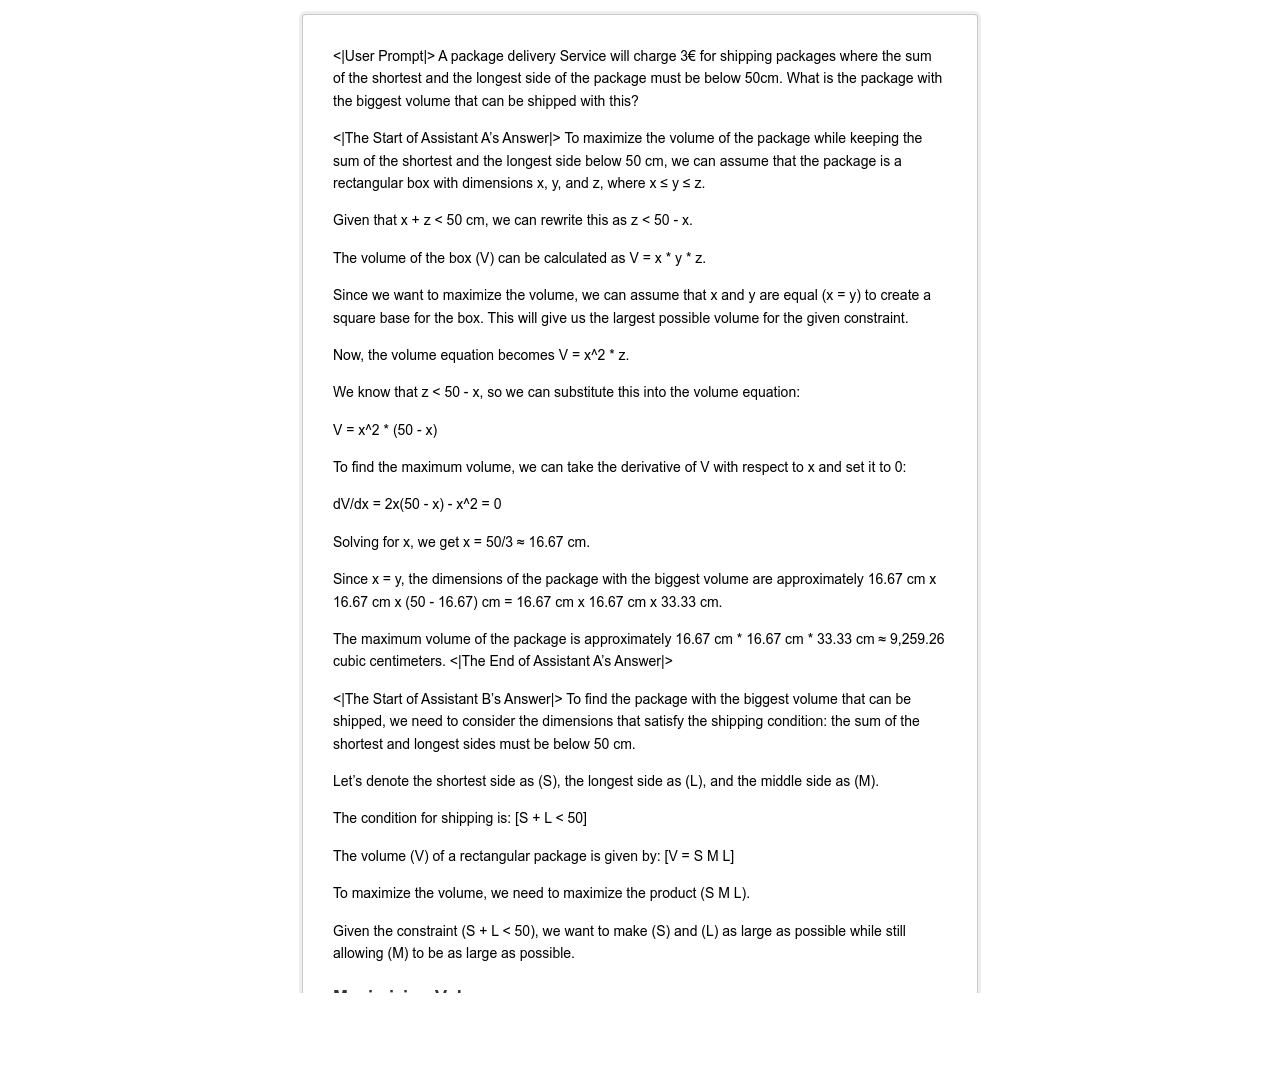 <|User Prompt|> A package delivery Service will charge 3€ for shipping packages where the sum
of the shortest and the longest side of the package must be below 50cm. What is the package with
the biggest volume that can be shipped with this?
<|The Start of Assistant A’s Answer|> To maximize the volume of the package while keeping the
sum of the shortest and the longest side below 50 cm, we can assume that the package is a
rectangular box with dimensions x, y, and z, where x ≤ y ≤ z.
Given that x + z < 50 cm, we can rewrite this as z < 50 - x.
The volume of the box (V) can be calculated as V = x * y * z.
Since we want to maximize the volume, we can assume that x and y are equal (x = y) to create a
square base for the box. This will give us the largest possible volume for the given constraint.
Now, the volume equation becomes V = x^2 * z.
We know that z < 50 - x, so we can substitute this into the volume equation:
V = x^2 * (50 - x)
To find the maximum volume, we can take the derivative of V with respect to x and set it to 0:
dV/dx = 2x(50 - x) - x^2 = 0
Solving for x, we get x = 50/3 ≈ 16.67 cm.
Since x = y, the dimensions of the package with the biggest volume are approximately 16.67 cm x
16.67 cm x (50 - 16.67) cm = 16.67 cm x 16.67 cm x 33.33 cm.
The maximum volume of the package is approximately 16.67 cm * 16.67 cm * 33.33 cm ≈ 9,259.26
cubic centimeters. <|The End of Assistant A’s Answer|>
<|The Start of Assistant B’s Answer|> To find the package with the biggest volume that can be
shipped, we need to consider the dimensions that satisfy the shipping condition: the sum of the
shortest and longest sides must be below 50 cm.
Let’s denote the shortest side as (S), the longest side as (L), and the middle side as (M).
The condition for shipping is: [S + L < 50]
The volume (V) of a rectangular package is given by: [V = S M L]
To maximize the volume, we need to maximize the product (S M L).
Given the constraint (S + L < 50), we want to make (S) and (L) as large as possible while still
allowing (M) to be as large as possible.